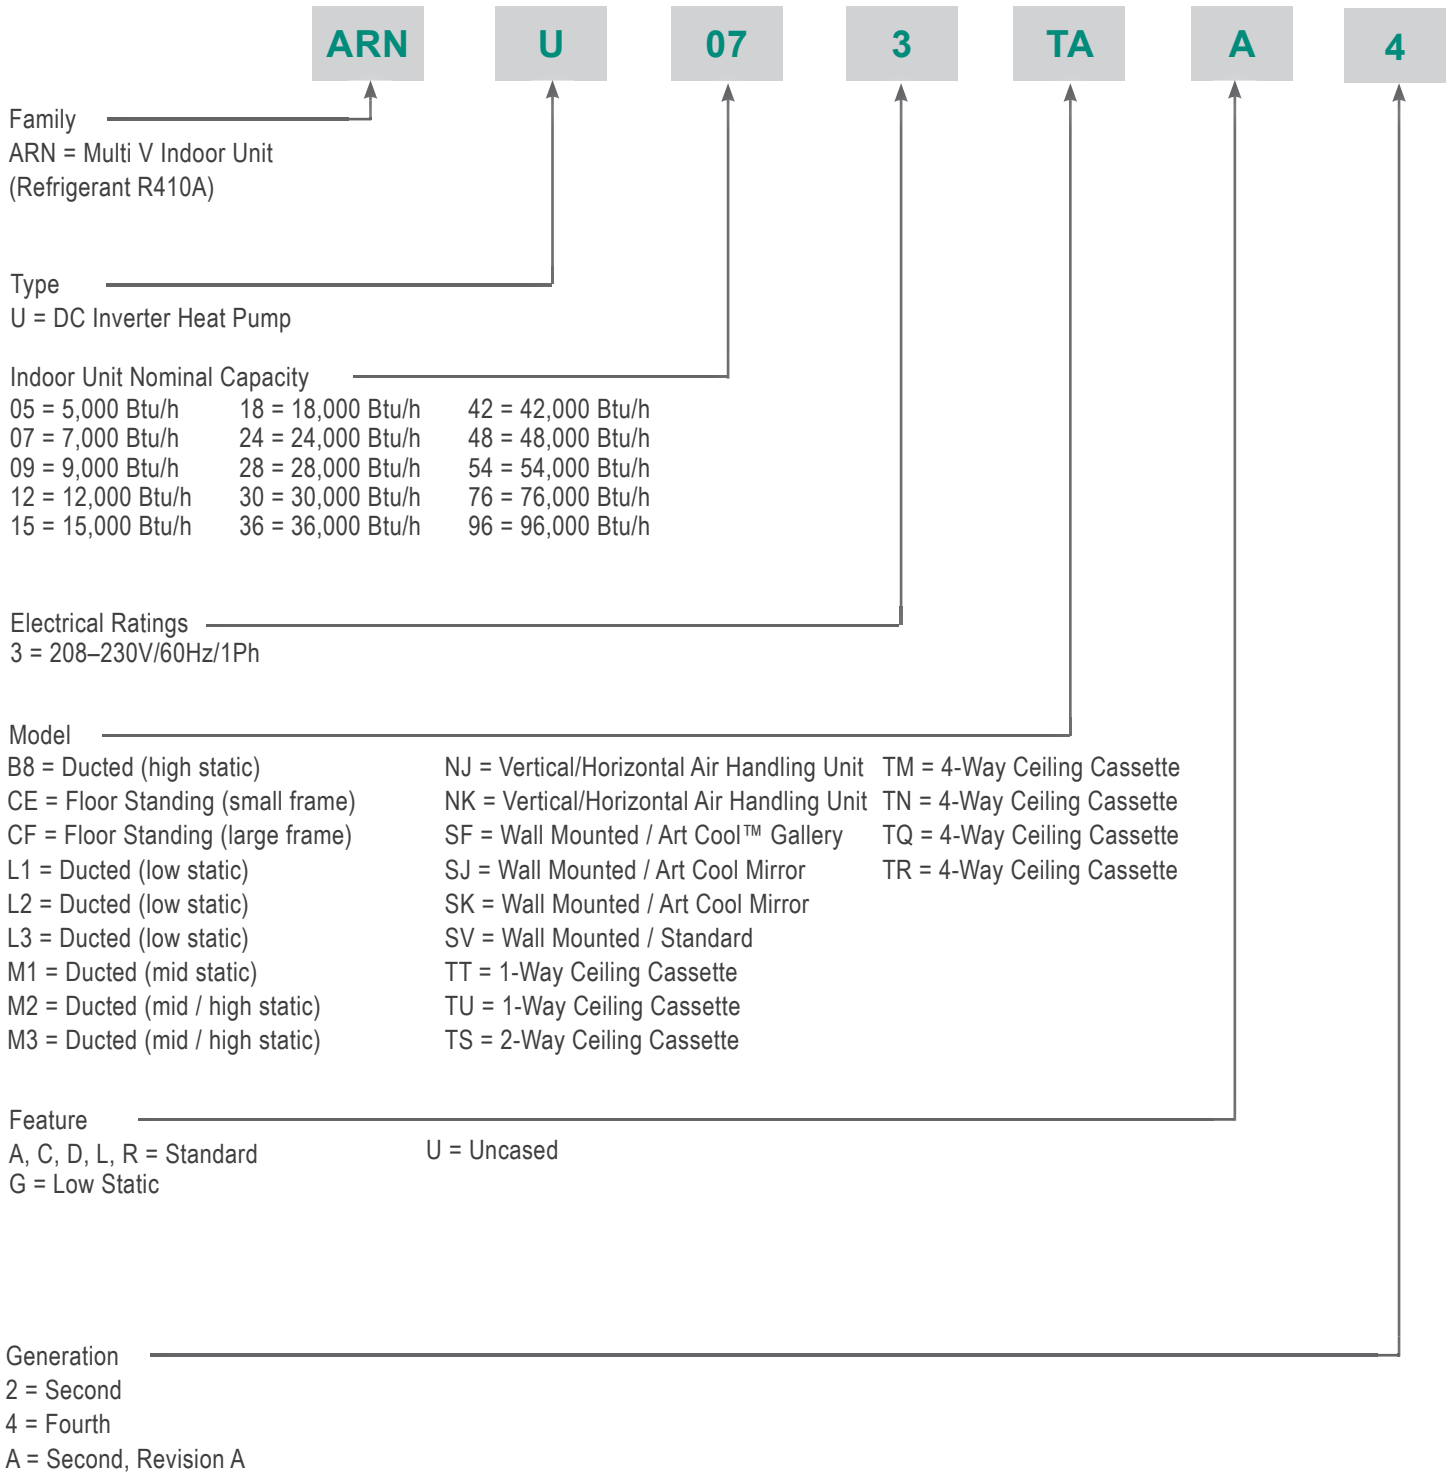 ARN U 07 3 TA A 4
Family
ARN = Multi V Indoor Unit
(Refrigerant R410A)
Type
U = DC Inverter Heat Pump
Indoor Unit Nominal Capacity
05 = 5,000 Btu/h 18 = 18,000 Btu/h 42 = 42,000 Btu/h
07 = 7,000 Btu/h 24 = 24,000 Btu/h 48 = 48,000 Btu/h
09 = 9,000 Btu/h 28 = 28,000 Btu/h 54 = 54,000 Btu/h
12 = 12,000 Btu/h 30 = 30,000 Btu/h 76 = 76,000 Btu/h
15 = 15,000 Btu/h 36 = 36,000 Btu/h 96 = 96,000 Btu/h
Electrical Ratings
3 = 208–230V/60Hz/1Ph
Model
B8 = Ducted (high static) NJ = Vertical/Horizontal Air Handling Unit TM = 4-Way Ceiling Cassette
CE = Floor Standing (small frame) NK = Vertical/Horizontal Air Handling Unit TN = 4-Way Ceiling Cassette
CF = Floor Standing (large frame) SF = Wall Mounted / Art Cool™ Gallery TQ = 4-Way Ceiling Cassette
L1 = Ducted (low static) SJ = Wall Mounted / Art Cool Mirror TR = 4-Way Ceiling Cassette
L2 = Ducted (low static) SK = Wall Mounted / Art Cool Mirror
L3 = Ducted (low static) SV = Wall Mounted / Standard
M1 = Ducted (mid static) TT = 1-Way Ceiling Cassette
M2 = Ducted (mid / high static) TU = 1-Way Ceiling Cassette
M3 = Ducted (mid / high static) TS = 2-Way Ceiling Cassette
Feature
A, C, D, L, R = Standard U = Uncased
G = Low Static
Generation
2 = Second
4 = Fourth
A = Second, Revision A